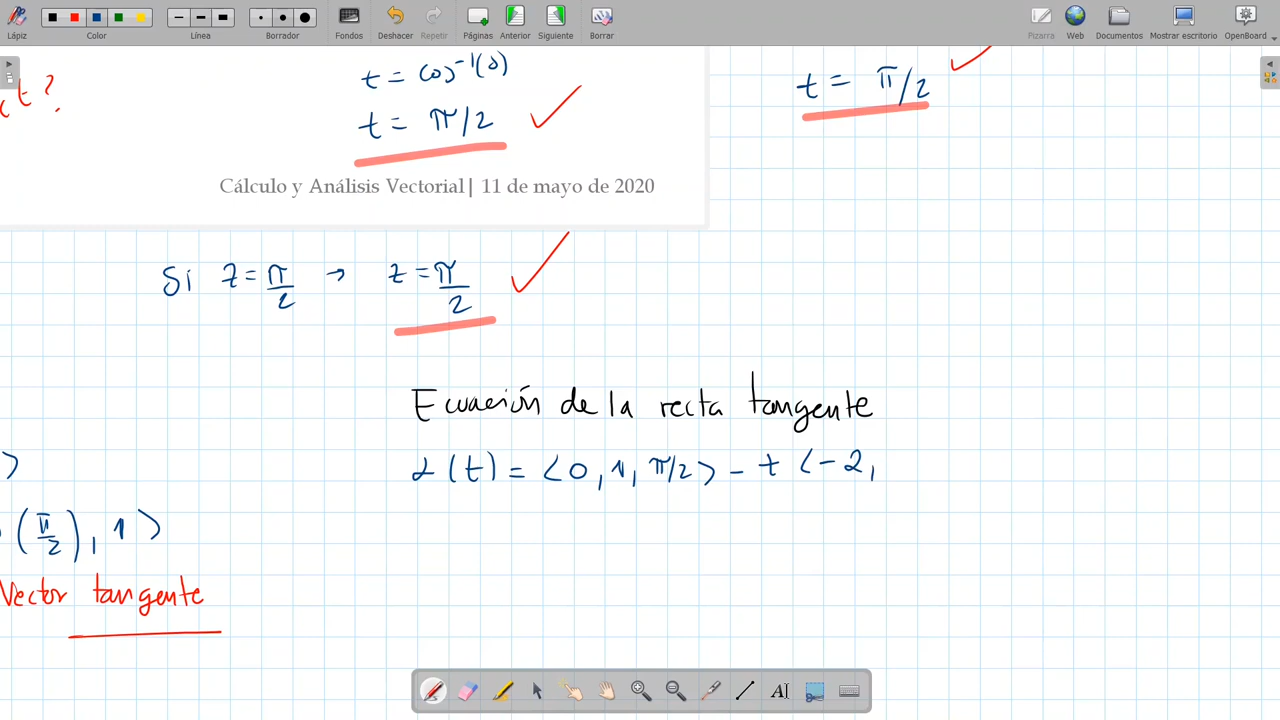 Lápiz Color Línea Borrador Fondos Deshacer Repetir Páginas Anterior Siguiente Borrar Pizarra Web Documentos Mostrar escritorio OpenBoard
t = cos⁻¹(0)
t = π/2
t = π/2
ct?
Cálculo y Análisis Vectorial| 11 de mayo de 2020
Si z = π/2 → z = π/2
Ecuación de la recta tangente
α(t) = ⟨0, 1, π/2⟩ - t ⟨-2,
⟩
(π/2), 1 ⟩
Vector tangente